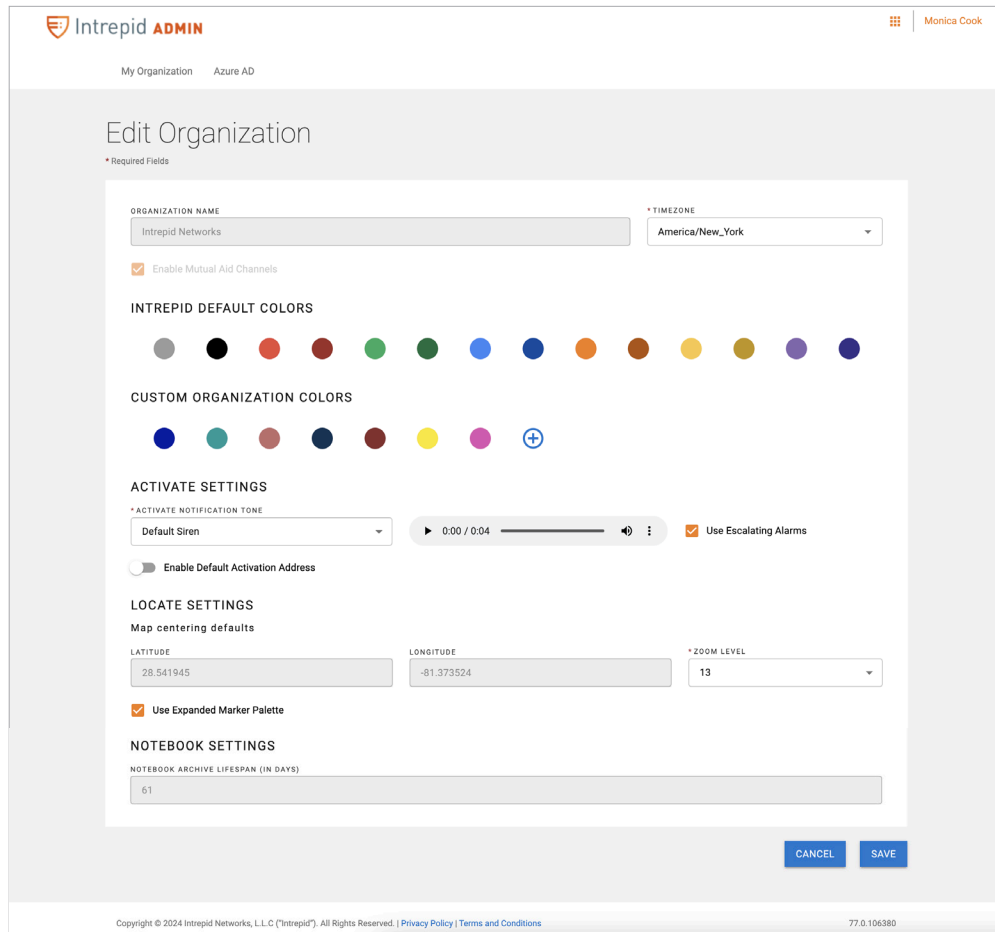 Intrepid ADMIN
Monica Cook
My Organization Azure AD
Edit Organization
* Required Fields
ORGANIZATION NAME * TIMEZONE
Intrepid Networks America/New_York
Enable Mutual Aid Channels
INTREPID DEFAULT COLORS
CUSTOM ORGANIZATION COLORS
ACTIVATE SETTINGS
* ACTIVATE NOTIFICATION TONE
Default Siren 0:00 / 0:04 Use Escalating Alarms
Enable Default Activation Address
LOCATE SETTINGS
Map centering defaults
LATITUDE LONGITUDE * ZOOM LEVEL
28.541945 -81.373524 13
Use Expanded Marker Palette
NOTEBOOK SETTINGS
NOTEBOOK ARCHIVE LIFESPAN (IN DAYS)
61
CANCEL SAVE
Copyright © 2024 Intrepid Networks, L.L.C ("Intrepid"). All Rights Reserved. | Privacy Policy | Terms and Conditions 77.0.106380